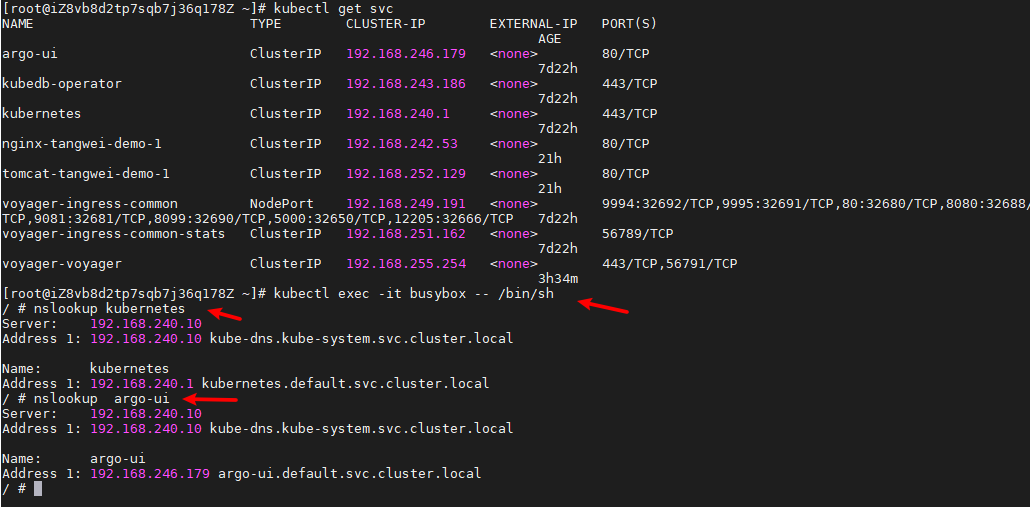 [root@iZ8vb8d2tp7sqb7j36q178Z ~]# kubectl get svc
NAME                           TYPE        CLUSTER-IP        EXTERNAL-IP   PORT(S)
                                                                   AGE
argo-ui                        ClusterIP   192.168.246.179   <none>        80/TCP
                                                                   7d22h
kubedb-operator                ClusterIP   192.168.243.186   <none>        443/TCP
                                                                   7d22h
kubernetes                     ClusterIP   192.168.240.1     <none>        443/TCP
                                                                   7d22h
nginx-tangwei-demo-1           ClusterIP   192.168.242.53    <none>        80/TCP
                                                                   21h
tomcat-tangwei-demo-1          ClusterIP   192.168.252.129   <none>        80/TCP
                                                                   21h
voyager-ingress-common         NodePort    192.168.249.191   <none>        9994:32692/TCP,9995:32691/TCP,80:32680/TCP,8080:32688/
TCP,9081:32681/TCP,8099:32690/TCP,5000:32650/TCP,12205:32666/TCP   7d22h
voyager-ingress-common-stats   ClusterIP   192.168.251.162   <none>        56789/TCP
                                                                   7d22h
voyager-voyager                ClusterIP   192.168.255.254   <none>        443/TCP,56791/TCP
                                                                   3h34m
[root@iZ8vb8d2tp7sqb7j36q178Z ~]# kubectl exec -it busybox -- /bin/sh
/ # nslookup kubernetes
Server:    192.168.240.10
Address 1: 192.168.240.10 kube-dns.kube-system.svc.cluster.local

Name:      kubernetes
Address 1: 192.168.240.1 kubernetes.default.svc.cluster.local
/ # nslookup  argo-ui
Server:    192.168.240.10
Address 1: 192.168.240.10 kube-dns.kube-system.svc.cluster.local

Name:      argo-ui
Address 1: 192.168.246.179 argo-ui.default.svc.cluster.local
/ #